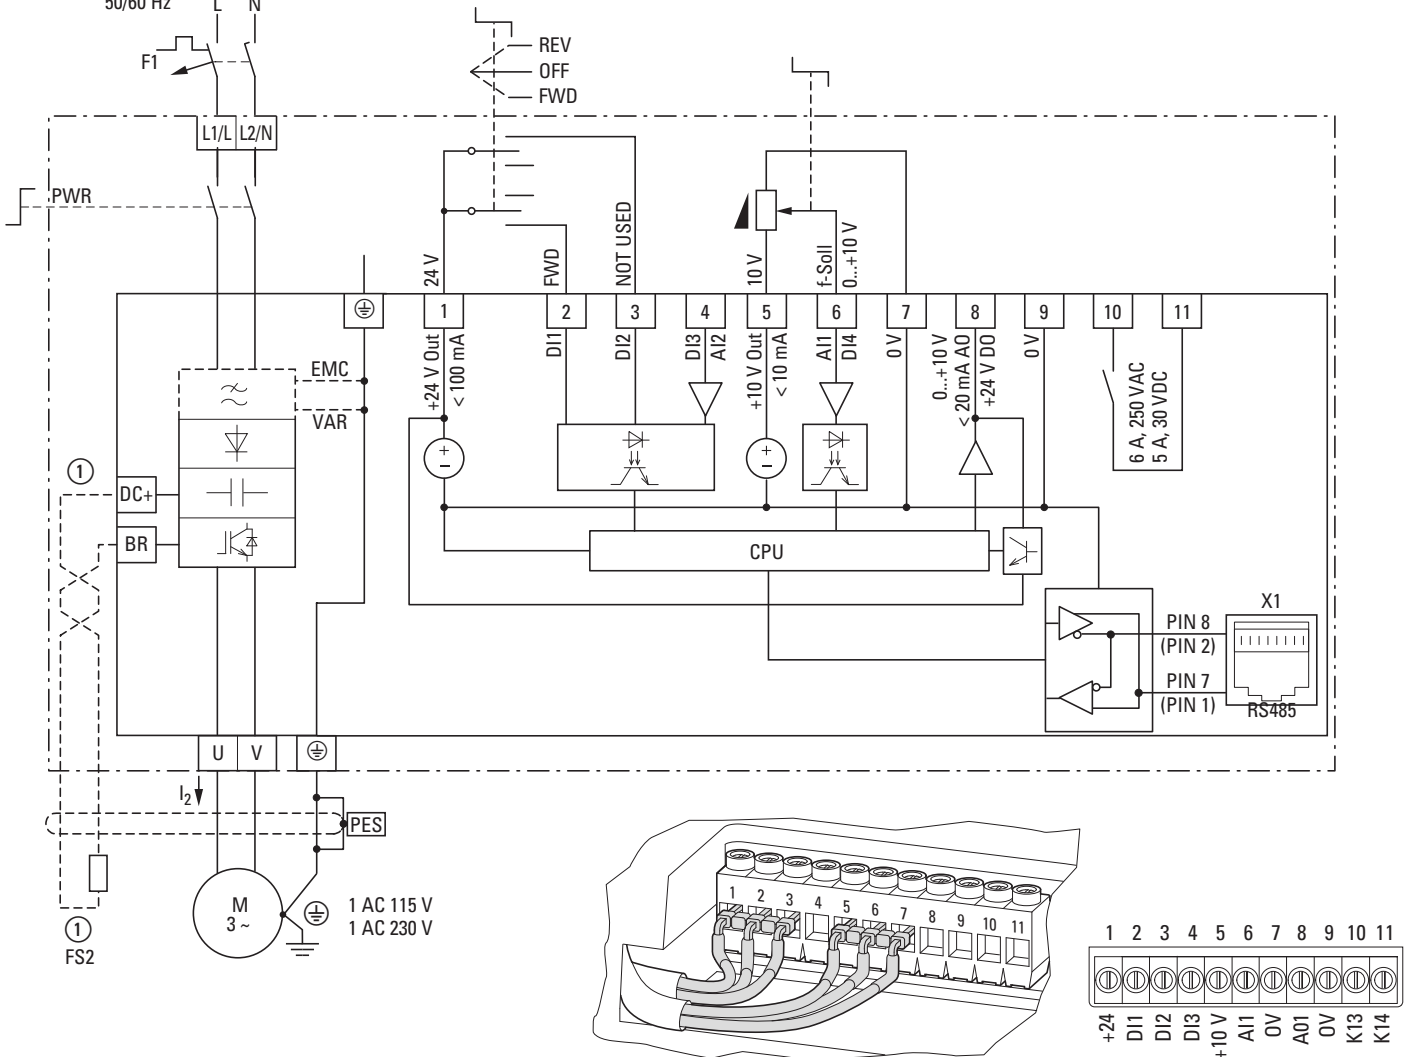 50/60 Hz
L N
F1
REV
OFF
FWD
L1/L L2/N
PWR
24 V
FWD
NOT USED
10 V
f-Soll
0...+10 V
1 2 3 4 5 6 7 8 9 10 11
+24 V Out
< 100 mA
DI1
DI2
DI3
AI2
+10 V Out
< 10 mA
AI1
DI4
0 V
0...+10 V
< 20 mA AO
+24 V DO
0 V
6 A, 250 VAC
5 A, 30 VDC
EMC
VAR
1
DC+
BR
+
-
+
-
CPU
X1
PIN 8
(PIN 2)
PIN 7
(PIN 1)
RS485
U V
I2
PES
M
3 ~
1 AC 115 V
1 AC 230 V
1
FS2
1 2 3 4 5 6 7 8 9 10 11
1 2 3 4 5 6 7 8 9 10 11
+24
DI1
DI2
DI3
+10 V
AI1
OV
A01
OV
K13
K14